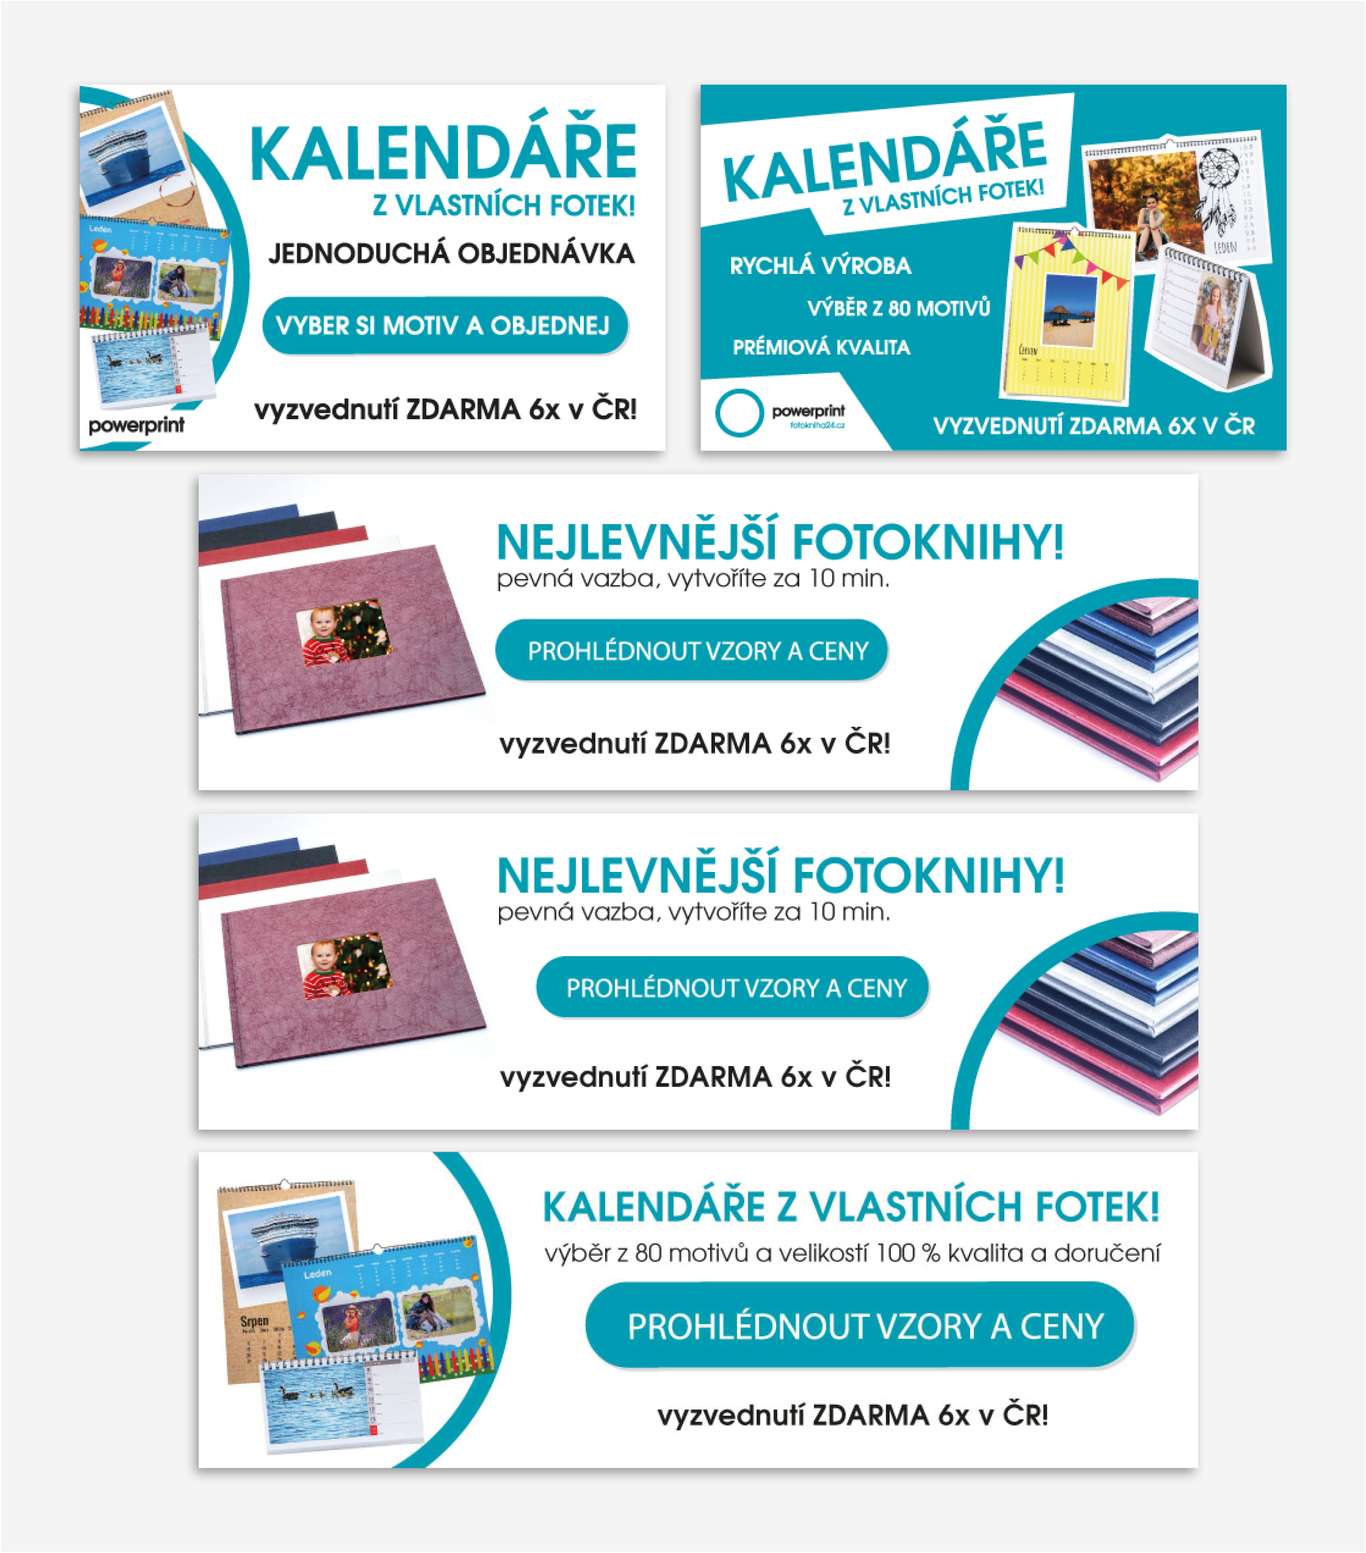 KALENDÁŘE
Z VLASTNÍCH FOTEK!
JEDNODUCHÁ OBJEDNÁVKA
VYBER SI MOTIV A OBJEDNEJ
vyzvednutí ZDARMA 6x v ČR!
Leden
powerprint
KALENDÁŘE
Z VLASTNÍCH FOTEK!
RYCHLÁ VÝROBA
VÝBĚR Z 80 MOTIVŮ
PRÉMIOVÁ KVALITA
LEDEN
ČERVEN
powerprint
fotokniha24.cz
VYZVEDNUTÍ ZDARMA 6X V ČR
NEJLEVNĚJŠÍ FOTOKNIHY!
pevná vazba, vytvoříte za 10 min.
PROHLÉDNOUT VZORY A CENY
vyzvednutí ZDARMA 6x v ČR!
NEJLEVNĚJŠÍ FOTOKNIHY!
pevná vazba, vytvoříte za 10 min.
PROHLÉDNOUT VZORY A CENY
vyzvednutí ZDARMA 6x v ČR!
KALENDÁŘE Z VLASTNÍCH FOTEK!
výběr z 80 motivů a velikostí 100 % kvalita a doručení
PROHLÉDNOUT VZORY A CENY
vyzvednutí ZDARMA 6x v ČR!
Leden
Srpen